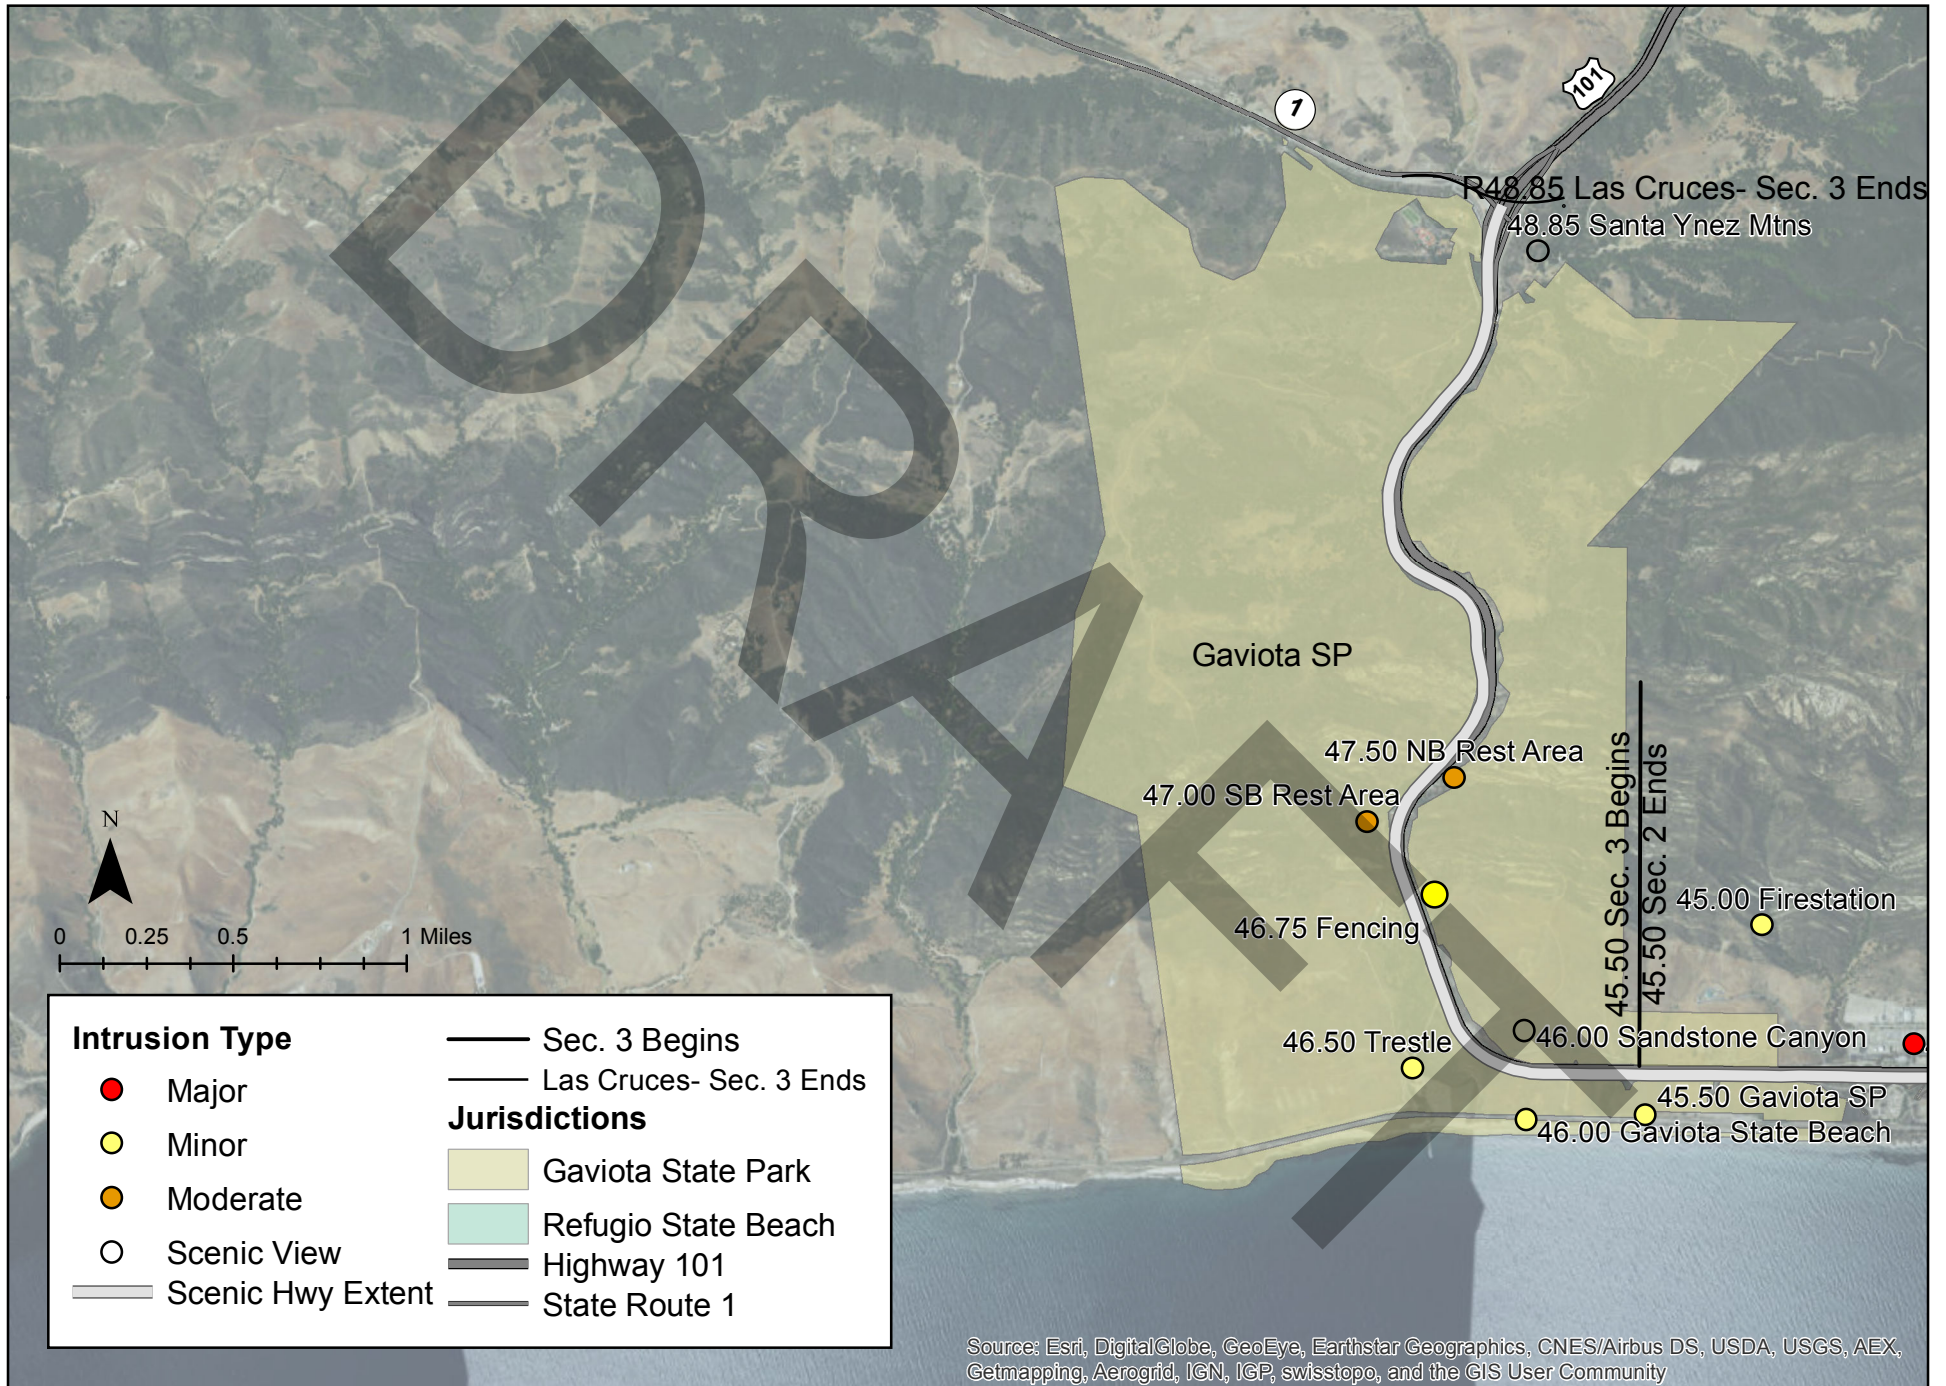 1
101
R48.85 Las Cruces- Sec. 3 Ends
48.85 Santa Ynez Mtns
DRAFT
Gaviota SP
47.50 NB Rest Area
47.00 SB Rest Area
45.50 Sec. 3 Begins
45.50 Sec. 2 Ends
45.00 Firestation
46.75 Fencing
46.50 Trestle
46.00 Sandstone Canyon
45.50 Gaviota SP
46.00 Gaviota State Beach
N
0 0.25 0.5 1 Miles
Intrusion Type
Major
Minor
Moderate
Scenic View
Scenic Hwy Extent
Sec. 3 Begins
Las Cruces- Sec. 3 Ends
Jurisdictions
Gaviota State Park
Refugio State Beach
Highway 101
State Route 1
Source: Esri, DigitalGlobe, GeoEye, Earthstar Geographics, CNES/Airbus DS, USDA, USGS, AEX,
Getmapping, Aerogrid, IGN, IGP, swisstopo, and the GIS User Community